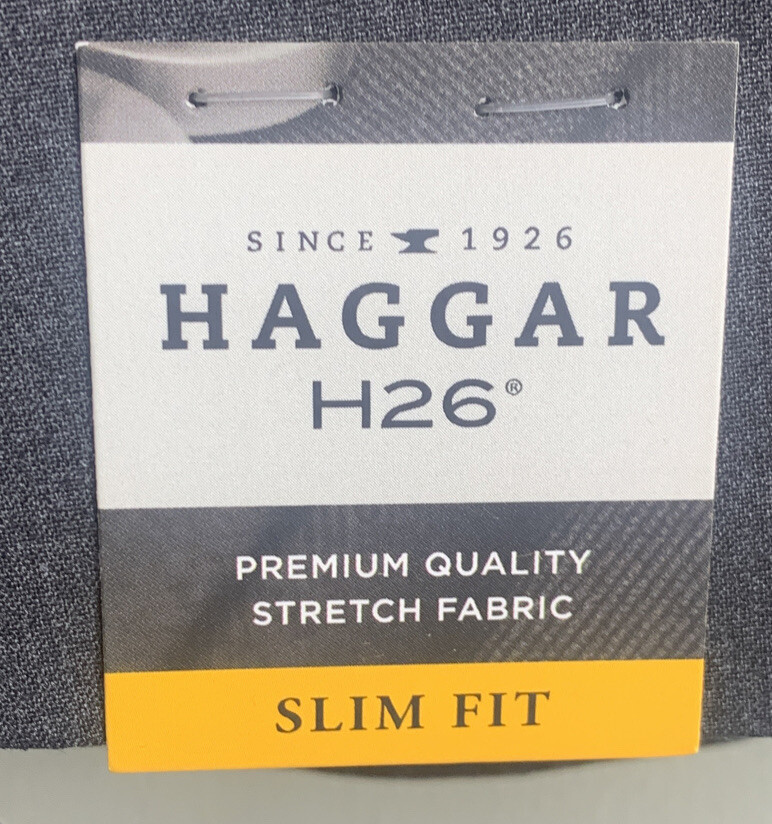 SINCE 1926
HAGGAR
H26®
PREMIUM QUALITY
STRETCH FABRIC
SLIM FIT